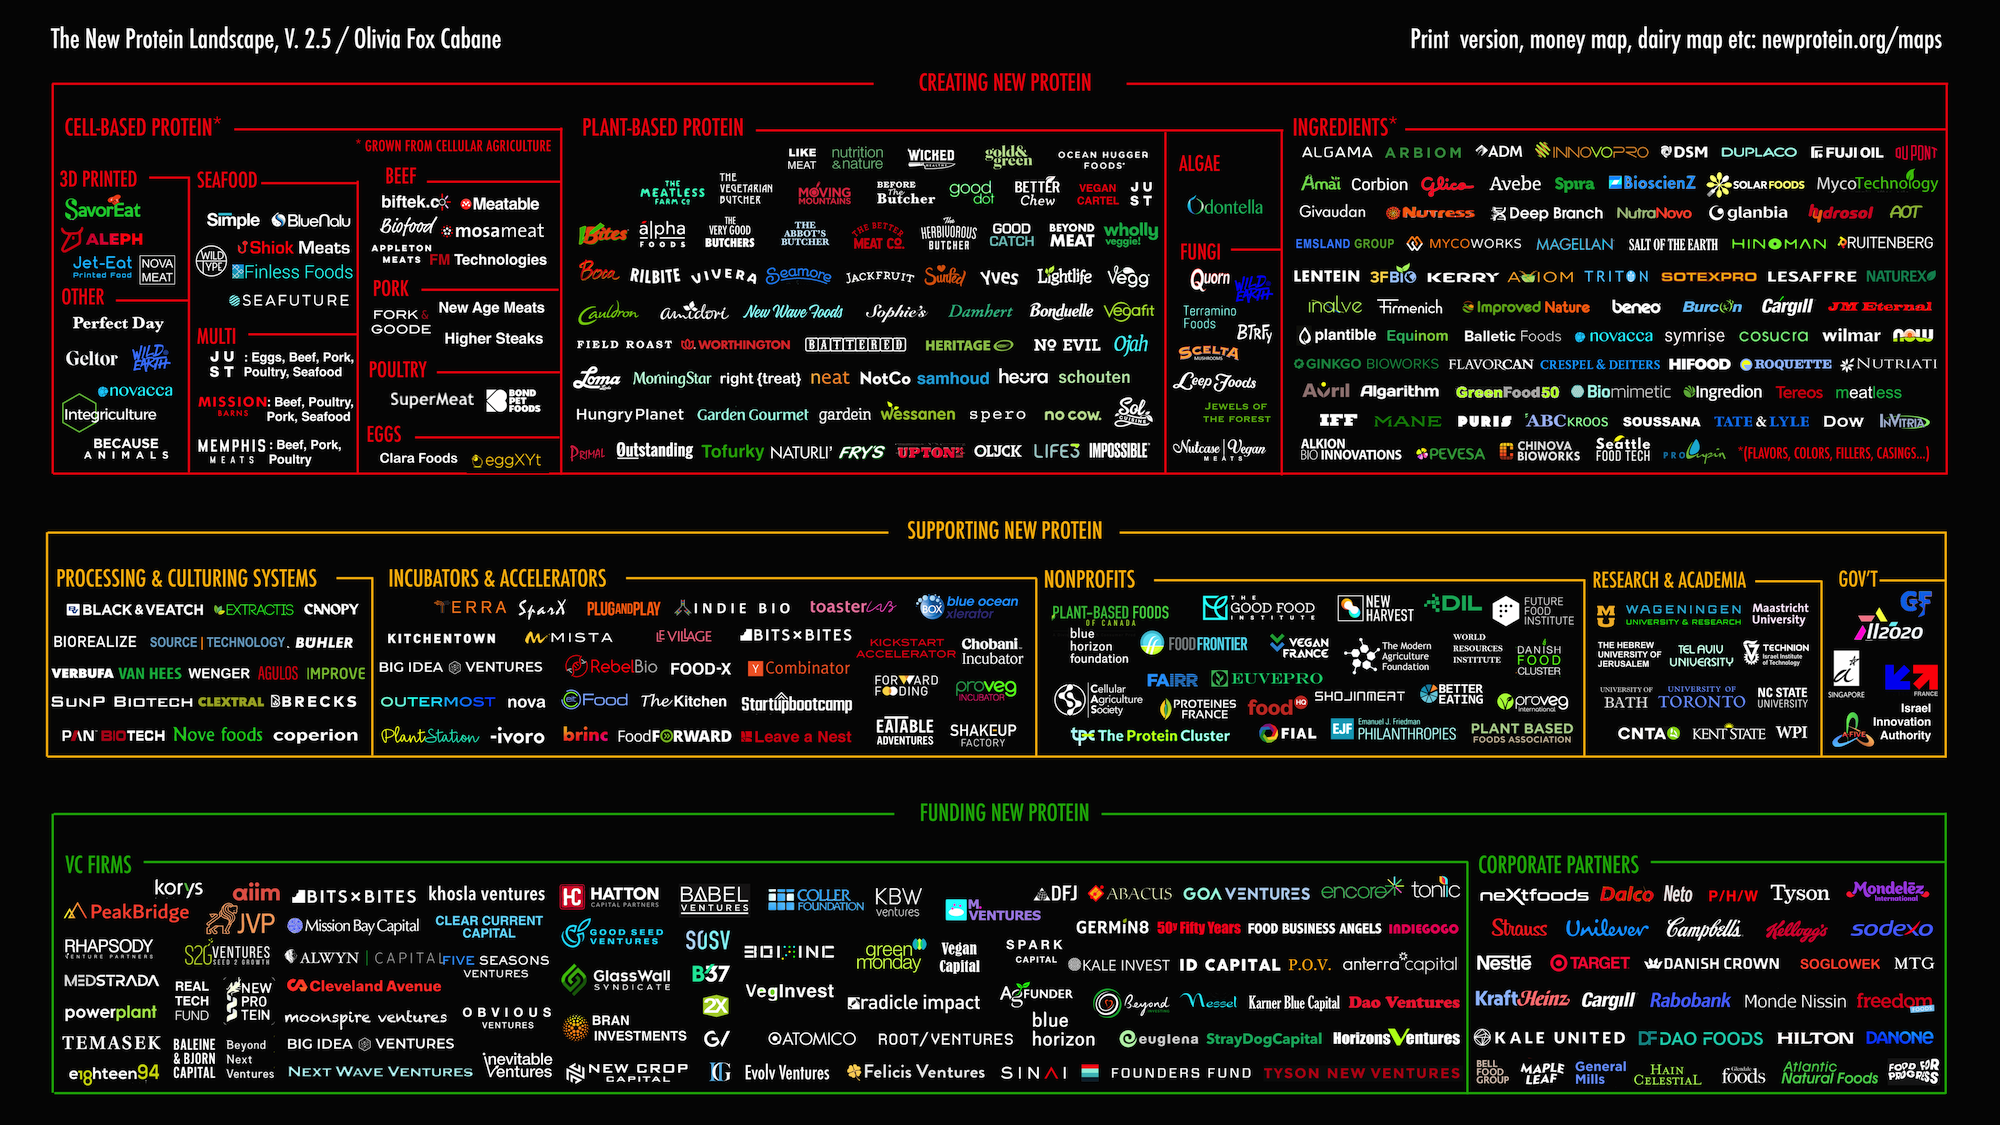 The New Protein Landscape, V. 2.5 / Olivia Fox Cabane
Print version, money map, dairy map etc: newprotein.org/maps
CREATING NEW PROTEIN
CELL-BASED PROTEIN*
* GROWN FROM CELLULAR AGRICULTURE
3D PRINTED
SavorEat
ALEPH
Jet-Eat
Printed Food
NOVA
MEAT
OTHER
Perfect Day
Geltor
WILD EARTH
novacca
Integriculture
BECAUSE
ANIMALS
SEAFOOD
Simple
BlueNalu
WILD TYPE
Shiok Meats
Finless Foods
SEAFUTURE
MULTI
JUST : Eggs, Beef, Pork,
Poultry, Seafood
MISSION BARNS : Beef, Poultry,
Pork, Seafood
MEMPHIS MEATS : Beef, Pork,
Poultry
BEEF
biftek.co
Meatable
Biofood
mosameat
APPLETON
MEATS
FM Technologies
PORK
FORK &
GOODE
New Age Meats
Higher Steaks
POULTRY
SuperMeat
BOND
PET
FOODS
EGGS
Clara Foods
eggXYt
PLANT-BASED PROTEIN
LIKE
MEAT
nutrition
&nature
WICKED
HEALTHY
gold&
green
OCEAN HUGGER
FOODS
THE
MEATLESS
FARM CO
THE
VEGETARIAN
BUTCHER
MOVING
MOUNTAINS
BEFORE
The
Butcher
good
dot
BETTER
Chew
VEGAN
CARTEL
JUST
Bites
alpha
FOODS
THE
VERY GOOD
BUTCHERS
THE
ABBOT'S
BUTCHER
THE BETTER
MEAT CO.
The
HERBIVOROUS
BUTCHER
GOOD
CATCH
BEYOND
MEAT
wholly
veggie!
Boca
RILBITE
VIVERA
Seamore
JACKFRUIT
Sunfed
YVES
Lightlife
Vegg
Cauldron
amidori
New Wave Foods
Sophie's
Damhert
Bonduelle
Vegafit
FIELD ROAST
WORTHINGTON
BATTERED
HERITAGE
NO EVIL
Ojah
Loma
MorningStar
right {treat}
neat
NotCo
samhoud
heura
schouten
Hungry Planet
Garden Gourmet
gardein
wessanen
spero
no cow.
Sol
CUISINE
PRIMAL
Outstanding
Tofurky
NATURLI'
FRY'S
UPTON'S
OLYCK
LIFE3
IMPOSSIBLE
ALGAE
Odontella
FUNGI
Quorn
WILD EARTH
Terramino
Foods
BTRFY
SCELTA
MUSHROOMS
Leep Foods
JEWELS OF
THE FOREST
Nutcase | Vegan
MEATS
INGREDIENTS*
ALGAMA
ARBIOM
ADM
INNOVOPRO
DSM
DUPLACO
FUJI OIL
DUPONT
Amai
Corbion
Glico
Avebe
Spira
BioscienZ
SOLAR FOODS
MycoTechnology
Givaudan
Nutress
Deep Branch
NutraNovo
glanbia
hydrosol
AOT
EMSLAND GROUP
MYCOWORKS
MAGELLAN
SALT OF THE EARTH
HINOMAN
RUITENBERG
LENTEIN
3FBIO
KERRY
AXIOM
TRITON
SOTEXPRO
LESAFFRE
NATUREX
inalve
Firmenich
Improved Nature
beneo
Burcon
Cargill
JM Eternal
plantible
Equinom
Balletic Foods
novacca
symrise
cosucra
wilmar
now
GINKGO BIOWORKS
FLAVORCAN
CRESPEL & DEITERS
HIFOOD
ROQUETTE
NUTRIATI
Avril
Algarithm
GreenFood50
Biomimetic
Ingredion
Tereos
meatless
IFF
MANE
PURIS
ABCKROOS
SOUSSANA
TATE & LYLE
DOW
INVITRIA
ALKION
BIO INNOVATIONS
PEVESA
CHINOVA
BIOWORKS
Seattle
FOOD TECH
PROLupin
*(FLAVORS, COLORS, FILLERS, CASINGS...)
SUPPORTING NEW PROTEIN
PROCESSING & CULTURING SYSTEMS
BLACK & VEATCH
EXTRACTIS
CANOPY
BIOREALIZE
SOURCE | TECHNOLOGY.
BÜHLER
VERBUFA
VAN HEES
WENGER
AGULOS
IMPROVE
SUNP BIOTECH
CLEXTRAL
BRECKS
PAN BIOTECH
Nove foods
coperion
INCUBATORS & ACCELERATORS
TERRA
SparX
PLUGANDPLAY
INDIE BIO
toasterLAB
BOX
blue ocean
xlerator
KITCHENTOWN
MISTA
LE VILLAGE
BITS×BITES
KICKSTART
ACCELERATOR
Chobani
Incubator
BIG IDEA VENTURES
RebelBio
FOOD-X
Y Combinator
FORWARD
FOODING
proveg
INCUBATOR
OUTERMOST
nova
eitFood
TheKitchen
Startupbootcamp
PlantStation
-ivoro
brinc
FoodFORWARD
Leave a Nest
EATABLE
ADVENTURES
SHAKEUP
FACTORY
NONPROFITS
PLANT-BASED FOODS
OF CANADA
THE
GOOD FOOD
INSTITUTE
NEW
HARVEST
DIL
FUTURE
FOOD
INSTITUTE
blue
horizon
foundation
FOODFRONTIER
VEGAN
FRANCE
The Modern
Agriculture
Foundation
WORLD
RESOURCES
INSTITUTE
DANISH
FOOD
CLUSTER
FAIRR
EUVEPRO
Cellular
Agriculture
Society
PROTEINES
FRANCE
foodHQ
SHOJINMEAT
BETTER
EATING
proveg
international
tpc The Protein Cluster
FIAL
EJF
Emanuel J. Friedman
PHILANTHROPIES
PLANT BASED
FOODS ASSOCIATION
RESEARCH & ACADEMIA
MU
WAGENINGEN
UNIVERSITY & RESEARCH
Maastricht
University
THE HEBREW
UNIVERSITY OF
JERUSALEM
TEL AVIV
UNIVERSITY
TECHNION
Israel Institute
of Technology
UNIVERSITY OF
BATH
UNIVERSITY OF
TORONTO
NC STATE
UNIVERSITY
CNTA
KENT STATE
WPI
GOV'T
GF
//2020
SINGAPORE
FRANCE
Israel
Innovation
Authority
A FIVE
FUNDING NEW PROTEIN
VC FIRMS
korys
aiim
BITS×BITES
khosla ventures
HC
HATTON
CAPITAL PARTNERS
BABEL
VENTURES
COLLER
FOUNDATION
KBW
ventures
M.
VENTURES
DFJ
ABACUS
GOA VENTURES
encore
toniic
PeakBridge
JVP
Mission Bay Capital
CLEAR CURRENT
CAPITAL
GOOD SEED
VENTURES
SOSV
GERMIN8
50y Fifty Years
FOOD BUSINESS ANGELS
INDIEGOGO
RHAPSODY
VENTURE PARTNERS
S2GVENTURES
SEED 2 GROWTH
ALWYN | CAPITAL
FIVE SEASONS
VENTURES
green
monday
Vegan
Capital
SPARK
CAPITAL
KALE INVEST
ID CAPITAL
P.O.V.
anterra capital
MEDSTRADA
REAL
TECH
FUND
NEW
PRO
TEIN
Cleveland Avenue
GlassWall
SYNDICATE
B37
VegInvest
radicle impact
AGFUNDER
Beyond
INVESTING
Nessel
Karner Blue Capital
Dao Ventures
powerplant
moonspire ventures
OBVIOUS
VENTURES
BRAN
INVESTMENTS
2X
G/
ATOMICO
ROOT/VENTURES
blue
horizon
euglena
StrayDogCapital
HorizonsVentures
TEMASEK
BALEINE
& BJORN
CAPITAL
Beyond
Next
Ventures
BIG IDEA VENTURES
inevitable
Ventures
e18hteen94
NEXT WAVE VENTURES
NEW CROP
CAPITAL
Evolv Ventures
Felicis Ventures
SINAI
FOUNDERS FUND
TYSON NEW VENTURES
CORPORATE PARTNERS
neXtfoods
Dalco
Neto
P/H/W
Tyson
Mondelēz
International
Strauss
Unilever
Campbell's
Kellogg's
sodexo
Nestlē
TARGET
DANISH CROWN
SOGLOWEK
MTG
KraftHeinz
Cargill
Rabobank
Monde Nissin
freedom
FOODS
KALE UNITED
DAO FOODS
HILTON
DANONE
BELL
FOOD
GROUP
MAPLE
LEAF
General
Mills
HAIN
CELESTIAL
Glendale
foods
Atlantic
Natural Foods
FOOD FOR
PROGRESS